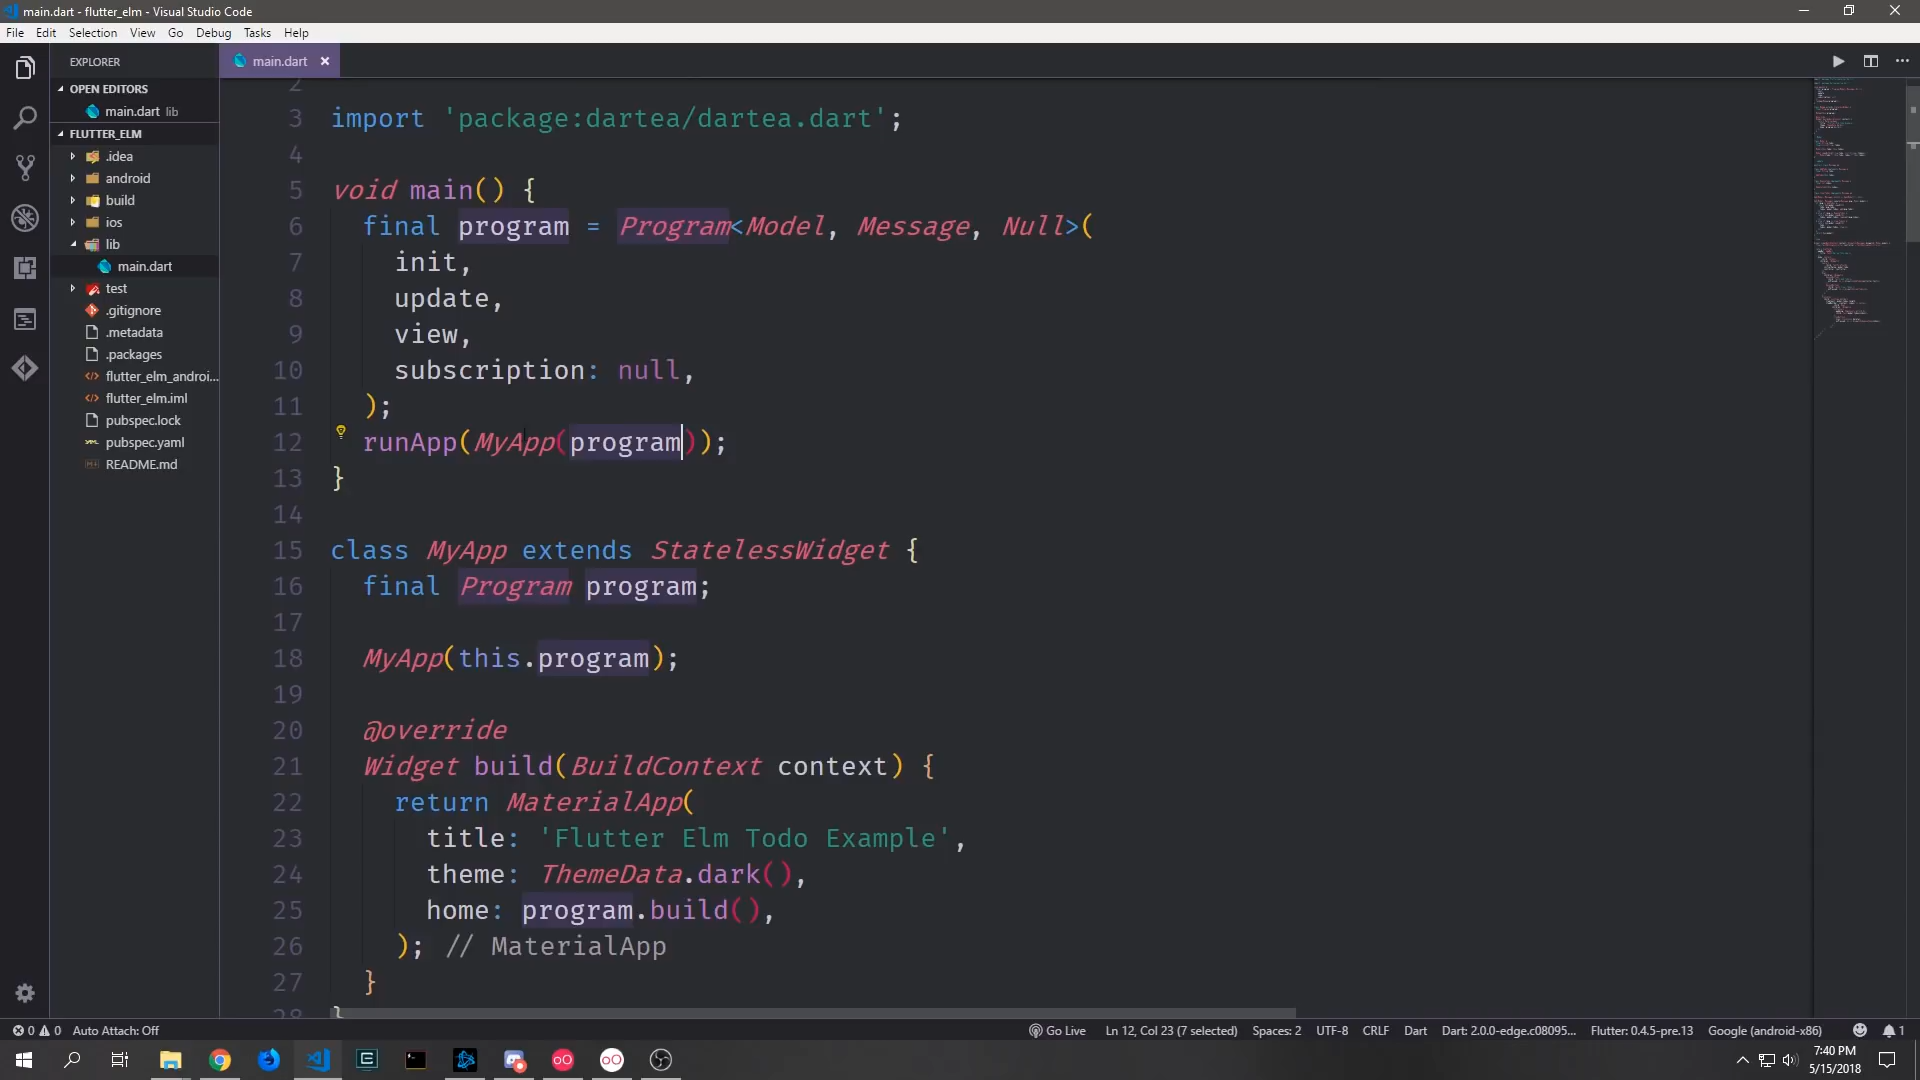 main.dart - flutter_elm - Visual Studio Code
File Edit Selection View Go Debug Tasks Help
EXPLORER
OPEN EDITORS
main.dart lib
FLUTTER_ELM
.idea
android
build
ios
lib
main.dart
test
.gitignore
.metadata
.packages
flutter_elm_androi...
flutter_elm.iml
pubspec.lock
pubspec.yaml
README.md
main.dart
2
3 import 'package:dartea/dartea.dart';
4
5 void main() {
6 final program = Program<Model, Message, Null>(
7 init,
8 update,
9 view,
10 subscription: null,
11 );
12 runApp(MyApp(program));
13 }
14
15 class MyApp extends StatelessWidget {
16 final Program program;
17
18 MyApp(this.program);
19
20 @override
21 Widget build(BuildContext context) {
22 return MaterialApp(
23 title: 'Flutter Elm Todo Example',
24 theme: ThemeData.dark(),
25 home: program.build(),
26 ); // MaterialApp
27 }
28 }
0 0 Auto Attach: Off Go Live Ln 12, Col 23 (7 selected) Spaces: 2 UTF-8 CRLF Dart Dart: 2.0.0-edge.c08095... Flutter: 0.4.5-pre.13 Google (android-x86) 1
7:40 PM
5/15/2018